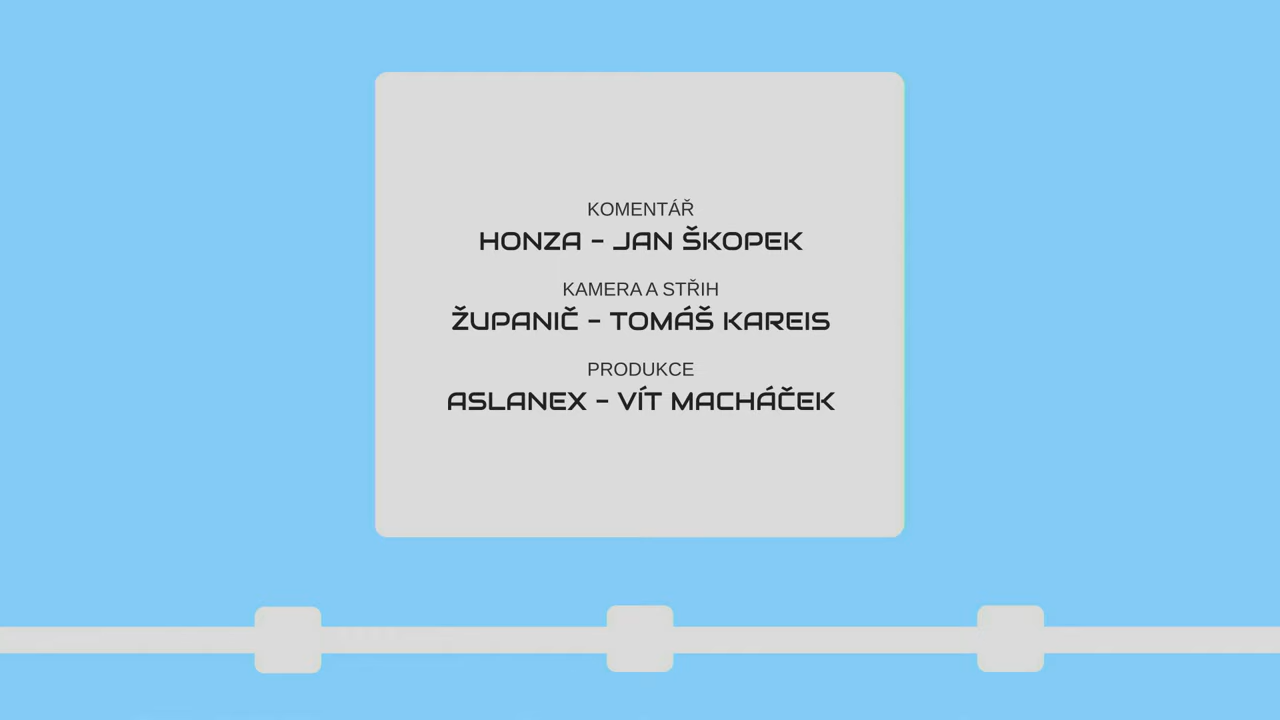 KOMENTÁŘ
HONZA - JAN ŠKOPEK
KAMERA A STŘIH
ŽUPANIČ - TOMÁŠ KAREIS
PRODUKCE
ASLANEX - VÍT MACHÁČEK